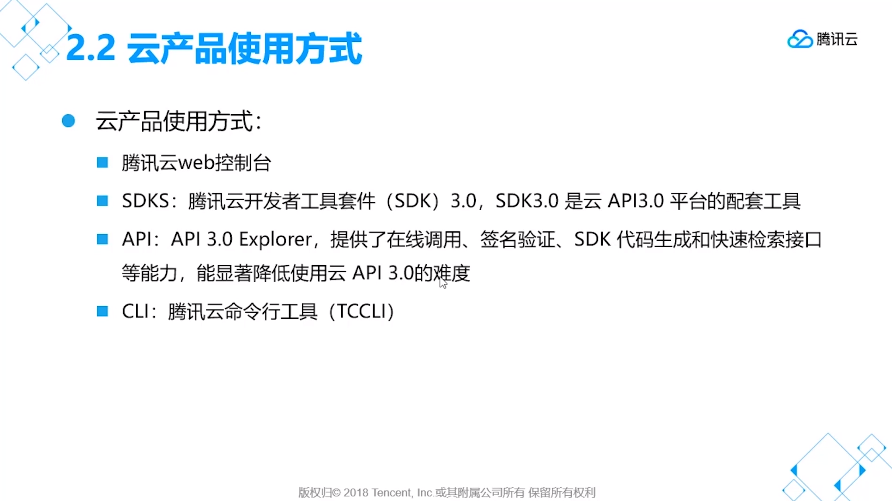 2.2 云产品使用方式
腾讯云
云产品使用方式：
腾讯云web控制台
SDKS：腾讯云开发者工具套件（SDK）3.0，SDK3.0 是云 API3.0 平台的配套工具
API：API 3.0 Explorer，提供了在线调用、签名验证、SDK 代码生成和快速检索接口
等能力，能显著降低使用云 API 3.0的难度
CLI：腾讯云命令行工具（TCCLI）
版权归© 2018 Tencent, Inc.或其附属公司所有 保留所有权利